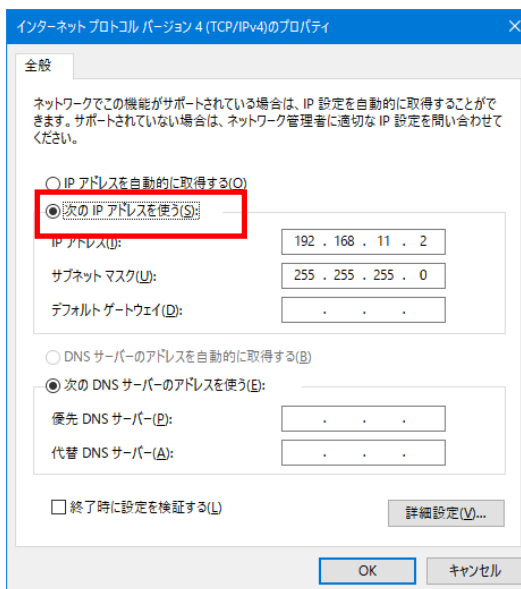 インターネット プロトコル バージョン 4 (TCP/IPv4)のプロパティ
全般
ネットワークでこの機能がサポートされている場合は、IP 設定を自動的に取得することがで
きます。サポートされていない場合は、ネットワーク管理者に適切な IP 設定を問い合わせて
ください。
IP アドレスを自動的に取得する(O)
次の IP アドレスを使う(S):
IP アドレス(I): 192 . 168 . 11 . 2
サブネット マスク(U): 255 . 255 . 255 . 0
デフォルト ゲートウェイ(D): . . .
DNS サーバーのアドレスを自動的に取得する(B)
次の DNS サーバーのアドレスを使う(E):
優先 DNS サーバー(P): . . .
代替 DNS サーバー(A): . . .
終了時に設定を検証する(L)
詳細設定(V)...
OK キャンセル